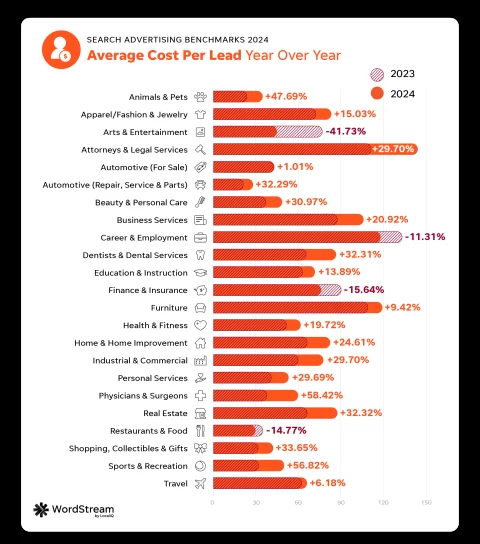 SEARCH ADVERTISING BENCHMARKS 2024
Average Cost Per Lead Year Over Year
2023
2024
Animals & Pets +47.69%
Apparel/Fashion & Jewelry +15.03%
Arts & Entertainment -41.73%
Attorneys & Legal Services +29.70%
Automotive (For Sale) +1.01%
Automotive (Repair, Service & Parts) +32.29%
Beauty & Personal Care +30.97%
Business Services +20.92%
Career & Employment -11.31%
Dentists & Dental Services +32.31%
Education & Instruction +13.89%
Finance & Insurance -15.64%
Furniture +9.42%
Health & Fitness +19.72%
Home & Home Improvement +24.61%
Industrial & Commercial +29.70%
Personal Services +29.69%
Physicians & Surgeons +58.42%
Real Estate +32.32%
Restaurants & Food -14.77%
Shopping, Collectibles & Gifts +33.65%
Sports & Recreation +56.82%
Travel +6.18%
0 30 60 90 120 150
WordStream
by LocaliQ